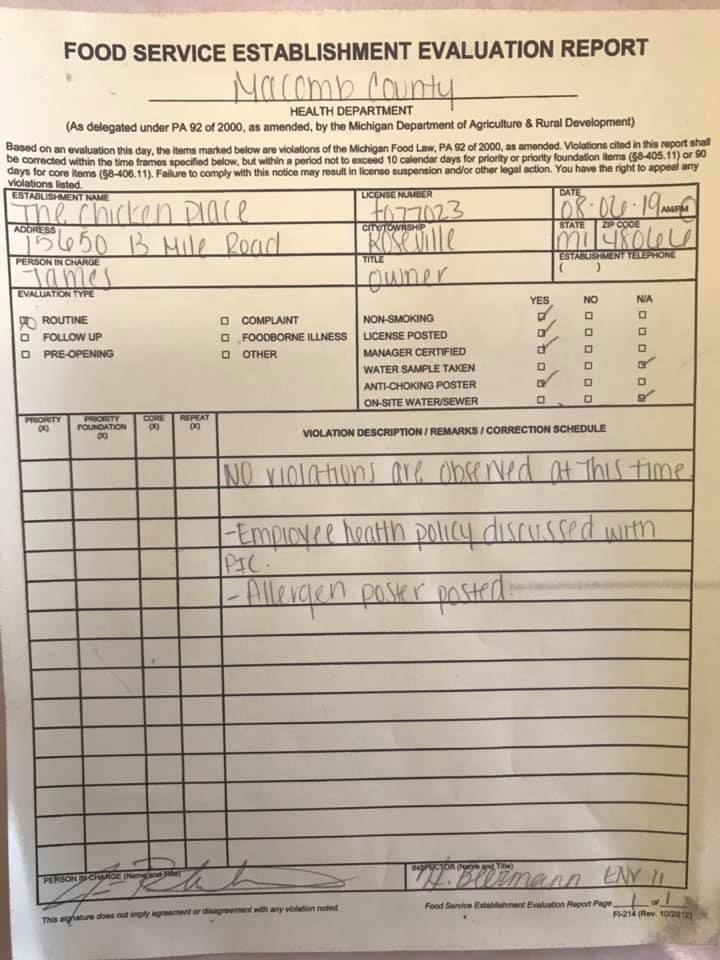 FOOD SERVICE ESTABLISHMENT EVALUATION REPORT
Macomb County
HEALTH DEPARTMENT
(As delegated under PA 92 of 2000, as amended, by the Michigan Department of Agriculture & Rural Development)
Based on an evaluation this day, the items marked below are violations of the Michigan Food Law, PA 92 of 2000, as amended. Violations cited in this report shall
be corrected within the time frames specified below, but within a period not to exceed 10 calendar days for priority or priority foundation items (§8-405.11) or 90
days for core items (§8-406.11). Failure to comply with this notice may result in license suspension and/or other legal action. You have the right to appeal any
violations listed.
ESTABLISHMENT NAME LICENSE NUMBER DATE
The Chicken Place 077023 08-06-19 AM/PM
ADDRESS CITY/TOWNSHIP STATE ZIP CODE
15650 13 Mile Road Roseville MI 48066
PERSON IN CHARGE TITLE ESTABLISHMENT TELEPHONE
James owner ( )
EVALUATION TYPE YES NO N/A
ROUTINE COMPLAINT NON-SMOKING
FOLLOW UP FOODBORNE ILLNESS LICENSE POSTED
PRE-OPENING OTHER MANAGER CERTIFIED
WATER SAMPLE TAKEN
ANTI-CHOKING POSTER
ON-SITE WATER/SEWER
PRIORITY (X) PRIORITY FOUNDATION (X) CORE (X) REPEAT (X) VIOLATION DESCRIPTION / REMARKS / CORRECTION SCHEDULE
NO violations are observed at this time.
-Employee health policy discussed with
PIC.
-Allergen poster posted.
PERSON IN CHARGE (Name and Title) INSPECTOR (Name and Title)
H. Beermann ENV II
This signature does not imply agreement or disagreement with any violation noted. Food Service Establishment Evaluation Report Page 1 of 1
FI-214 (Rev. 10/2012)